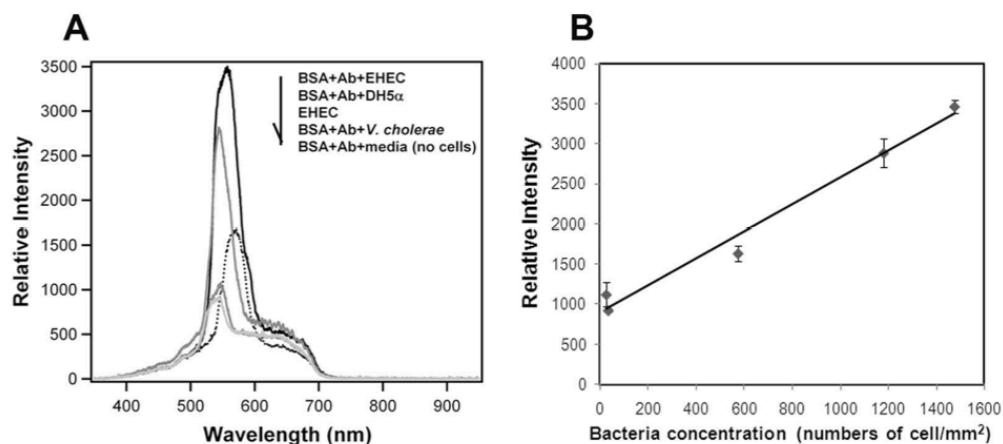 A
B
3500
3000
2500
2000
1500
1000
500
0
Relative Intensity
400 500 600 700 800 900
Wavelength (nm)
BSA+Ab+EHEC
BSA+Ab+DH5α
EHEC
BSA+Ab+V. cholerae
BSA+Ab+media (no cells)
4000
3500
3000
2500
2000
1500
1000
500
0
Relative Intensity
0 200 400 600 800 1000 1200 1400 1600
Bacteria concentration (numbers of cell/mm²)